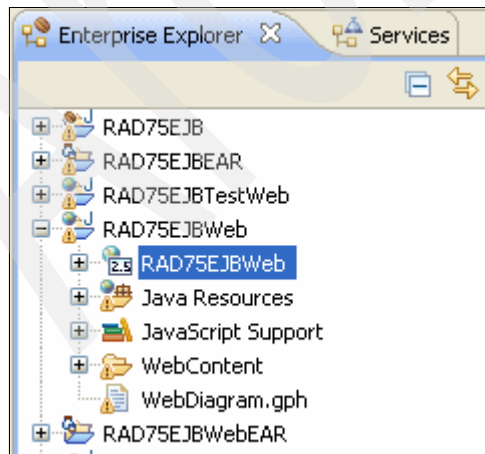 Enterprise Explorer Services
RAD75EJB
RAD75EJBEAR
RAD75EJBTestWeb
RAD75EJBWeb
2.5 RAD75EJBWeb
Java Resources
JavaScript Support
WebContent
WebDiagram.gph
RAD75EJBWebEAR